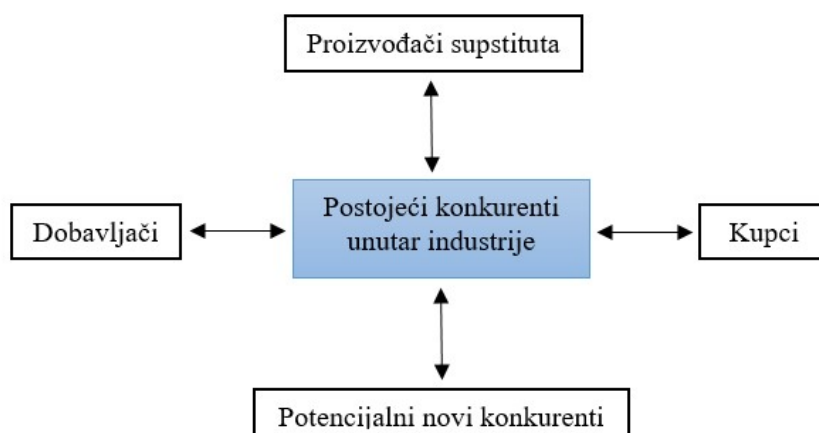 Proizvođači supstituta
Postojeći konkurenti
unutar industrije
Dobavljači
Kupci
Potencijalni novi konkurenti